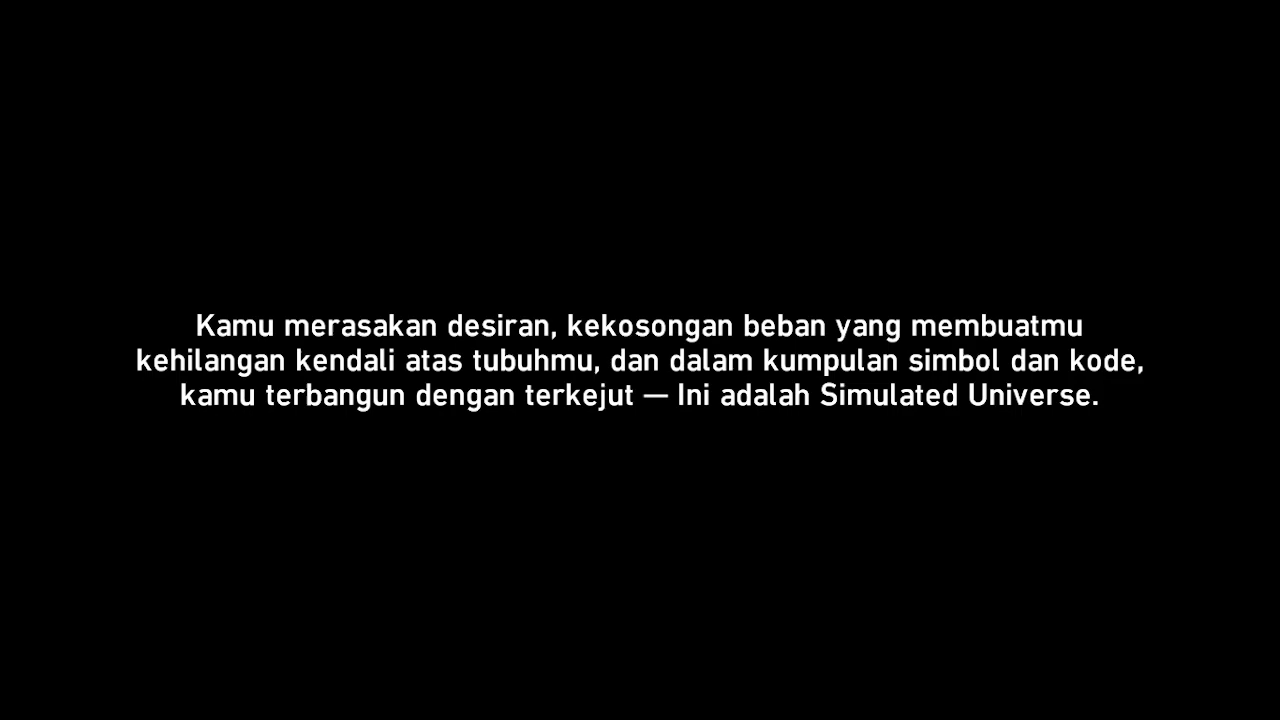 Kamu merasakan desiran, kekosongan beban yang membuatmu
kehilangan kendali atas tubuhmu, dan dalam kumpulan simbol dan kode,
kamu terbangun dengan terkejut — Ini adalah Simulated Universe.